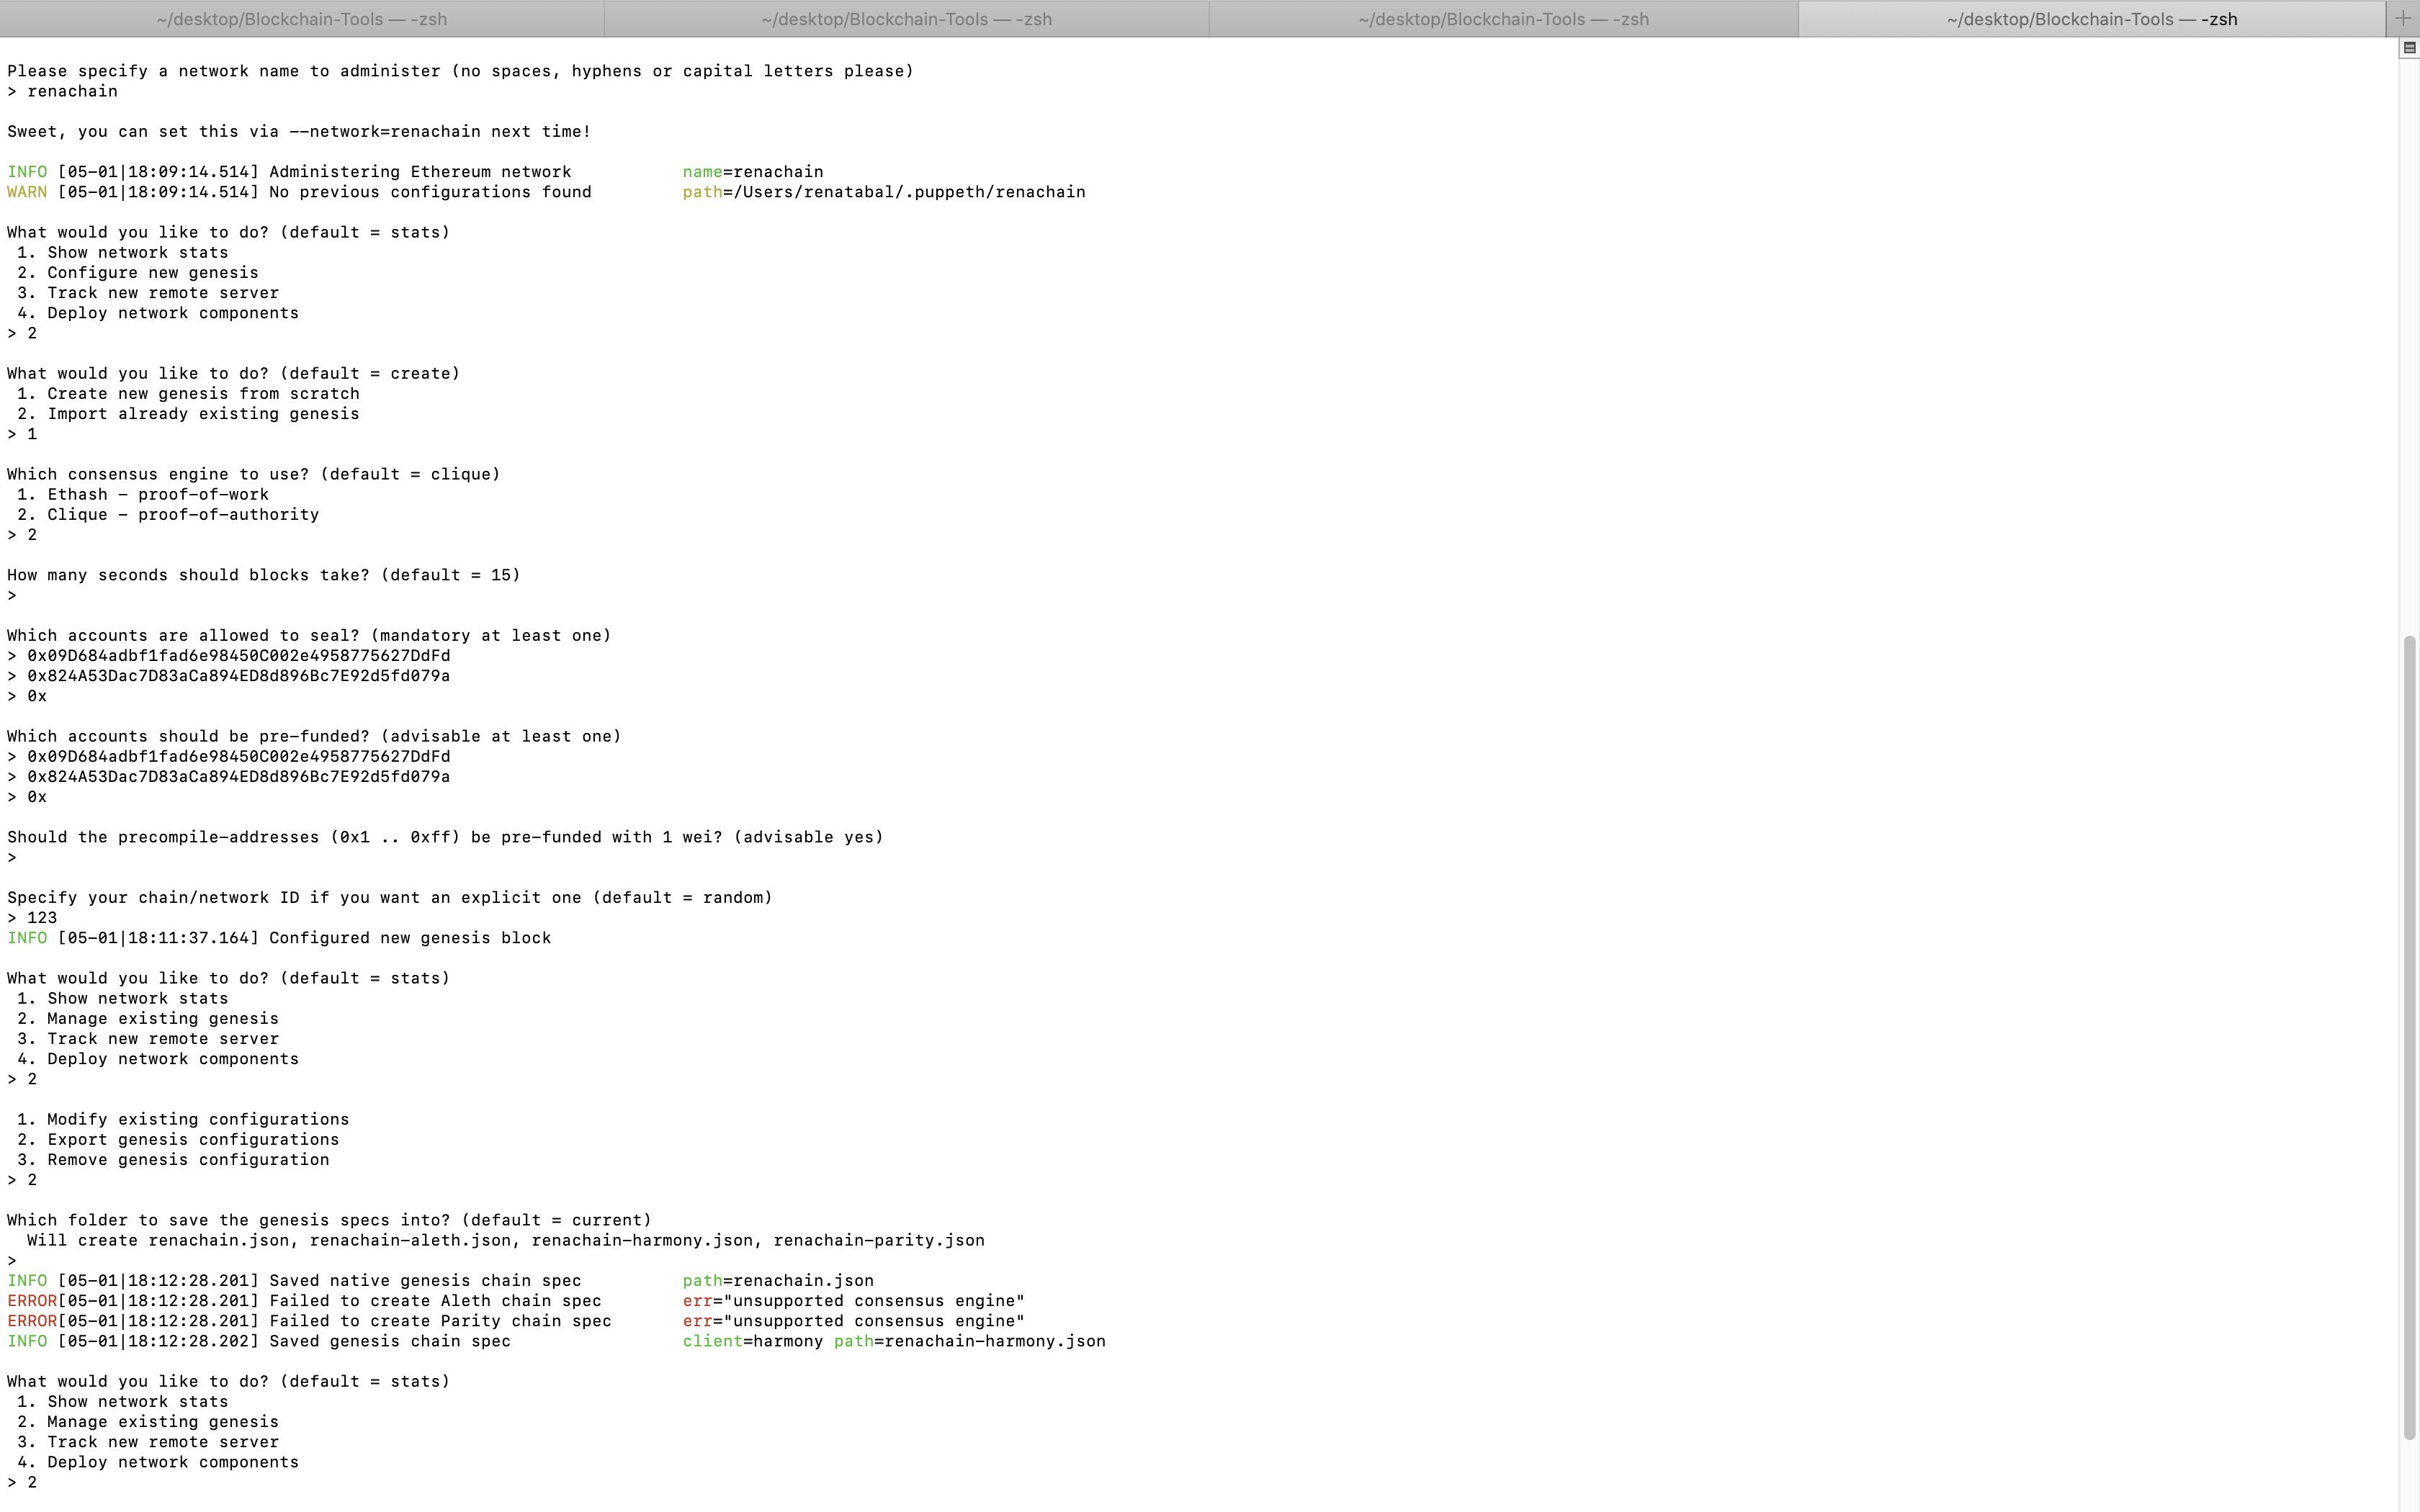 ~/desktop/Blockchain-Tools — -zsh
~/desktop/Blockchain-Tools — -zsh
~/desktop/Blockchain-Tools — -zsh
~/desktop/Blockchain-Tools — -zsh
Please specify a network name to administer (no spaces, hyphens or capital letters please)
> renachain
Sweet, you can set this via --network=renachain next time!
INFO [05-01|18:09:14.514] Administering Ethereum network name=renachain
WARN [05-01|18:09:14.514] No previous configurations found path=/Users/renatabal/.puppeth/renachain
What would you like to do? (default = stats)
1. Show network stats
2. Configure new genesis
3. Track new remote server
4. Deploy network components
> 2
What would you like to do? (default = create)
1. Create new genesis from scratch
2. Import already existing genesis
> 1
Which consensus engine to use? (default = clique)
1. Ethash - proof-of-work
2. Clique - proof-of-authority
> 2
How many seconds should blocks take? (default = 15)
>
Which accounts are allowed to seal? (mandatory at least one)
> 0x09D684adbf1fad6e98450C002e4958775627DdFd
> 0x824A53Dac7D83aCa894ED8d896Bc7E92d5fd079a
> 0x
Which accounts should be pre-funded? (advisable at least one)
> 0x09D684adbf1fad6e98450C002e4958775627DdFd
> 0x824A53Dac7D83aCa894ED8d896Bc7E92d5fd079a
> 0x
Should the precompile-addresses (0x1 .. 0xff) be pre-funded with 1 wei? (advisable yes)
>
Specify your chain/network ID if you want an explicit one (default = random)
> 123
INFO [05-01|18:11:37.164] Configured new genesis block
What would you like to do? (default = stats)
1. Show network stats
2. Manage existing genesis
3. Track new remote server
4. Deploy network components
> 2
1. Modify existing configurations
2. Export genesis configurations
3. Remove genesis configuration
> 2
Which folder to save the genesis specs into? (default = current)
Will create renachain.json, renachain-aleth.json, renachain-harmony.json, renachain-parity.json
>
INFO [05-01|18:12:28.201] Saved native genesis chain spec path=renachain.json
ERROR[05-01|18:12:28.201] Failed to create Aleth chain spec err="unsupported consensus engine"
ERROR[05-01|18:12:28.201] Failed to create Parity chain spec err="unsupported consensus engine"
INFO [05-01|18:12:28.202] Saved genesis chain spec client=harmony path=renachain-harmony.json
What would you like to do? (default = stats)
1. Show network stats
2. Manage existing genesis
3. Track new remote server
4. Deploy network components
> 2